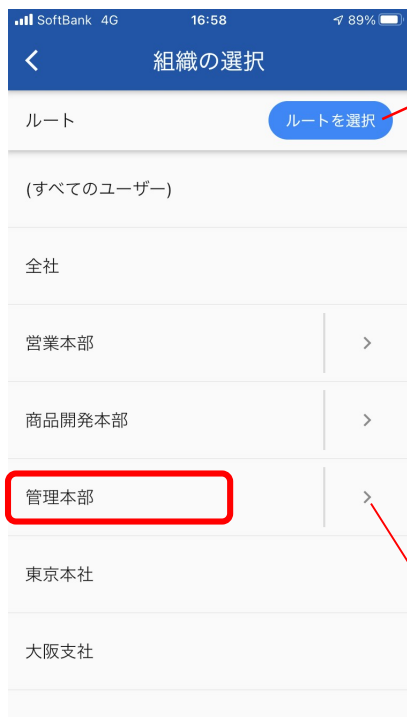 SoftBank 4G 16:58 89%
組織の選択
ルート ルートを選択
(すべてのユーザー)
全社
営業本部
商品開発本部
管理本部
東京本社
大阪支社